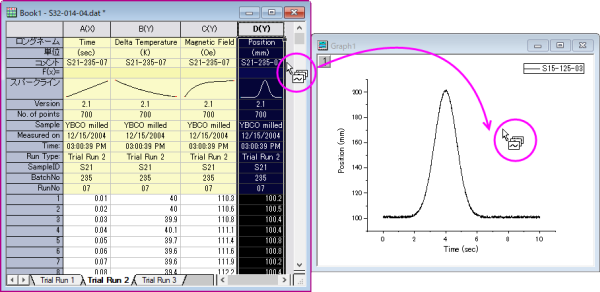 Book1 - S32-014-04.dat *
A(X) B(Y) C(Y) D(Y)
ロングネーム Time Delta Temperature Magnetic Field Position
単位 (sec) (K) (Oe) (mm)
コメント S21-235-07 S21-235-07 S21-235-07 S21-235-07
F(x)=
スパークライン
Version 2.1 2.1 2.1 2.1
No. of points 700 700 700 700
Sample YBCO milled YBCO milled YBCO milled YBCO milled
Measured on 12/15/2004 12/15/2004 12/15/2004 12/15/2004
Time: 03:00:39 PM 03:00:39 PM 03:00:39 PM 03:00:39 PM
Run Type: Trial Run 2 Trial Run 2 Trial Run 2 Trial Run 2
SampleID S21 S21 S21 S21
BatchNo 235 235 235 235
RunNo 07 07 07 07
1 0.01 40 110.3 100.2
2 0.02 40 110.6 100.5
3 0.03 39.9 110.8 100.4
4 0.04 40.1 111.1 100.4
5 0.05 39.7 111.4 100.6
6 0.06 39.6 111.6 100.6
7 0.07 39.6 111.9 100.5
8 0.08 39.4 112.2 100.4
Trial Run 1 Trial Run 2 Trial Run 3
Graph1
1
S15-125-03
Position (mm)
200
180
160
140
120
100
0 2 4 6 8 10
Time (sec)